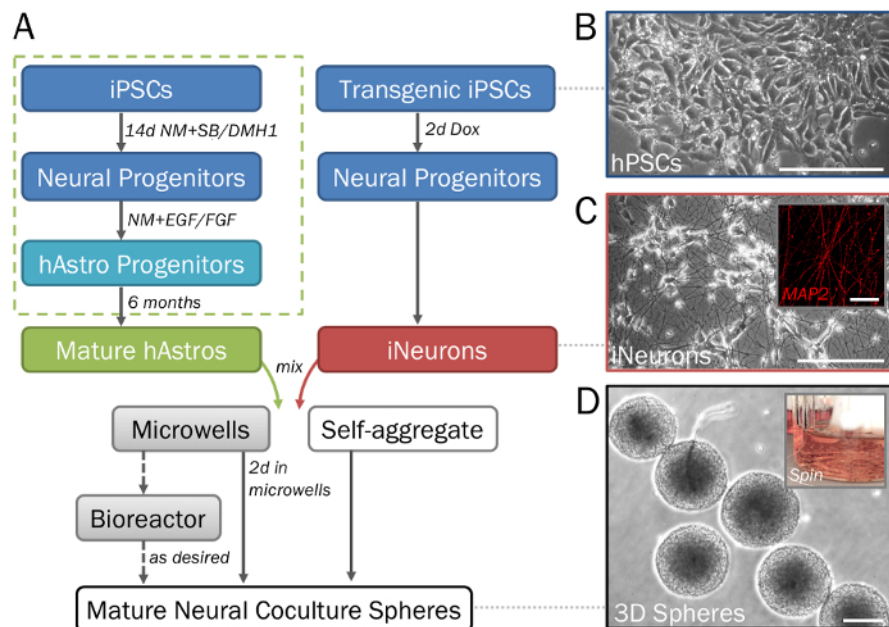 A
iPSCs
14d NM+SB/DMH1
Neural Progenitors
NM+EGF/FGF
hAstro Progenitors
6 months
Mature hAstros
Transgenic iPSCs
2d Dox
Neural Progenitors
iNeurons
mix
Microwells
Self-aggregate
2d in
microwells
Bioreactor
as desired
Mature Neural Coculture Spheres
B
hPSCs
C
MAP2
iNeurons
D
Spin
3D Spheres